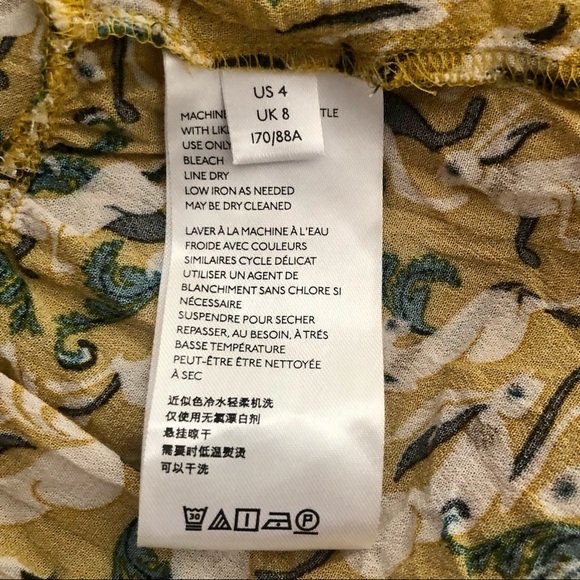 US 4
UK 8
170/88A
MACHIN
TLE
WITH LIK
USE ONLY
BLEACH
LINE DRY
LOW IRON AS NEEDED
MAY BE DRY CLEANED
LAVER À LA MACHINE À L'EAU
FROIDE AVEC COULEURS
SIMILAIRES CYCLE DÉLICAT
UTILISER UN AGENT DE
BLANCHIMENT SANS CHLORE SI
NÉCESSAIRE
SUSPENDRE POUR SECHER
REPASSER, AU BESOIN, À TRÉS
BASSE TEMPÉRATURE
PEUT-ÊTRE ÊTRE NETTOYÉE
À SEC
近似色冷水轻柔机洗
仅使用无氯漂白剂
悬挂晾干
需要时低温熨烫
可以干洗
30
P